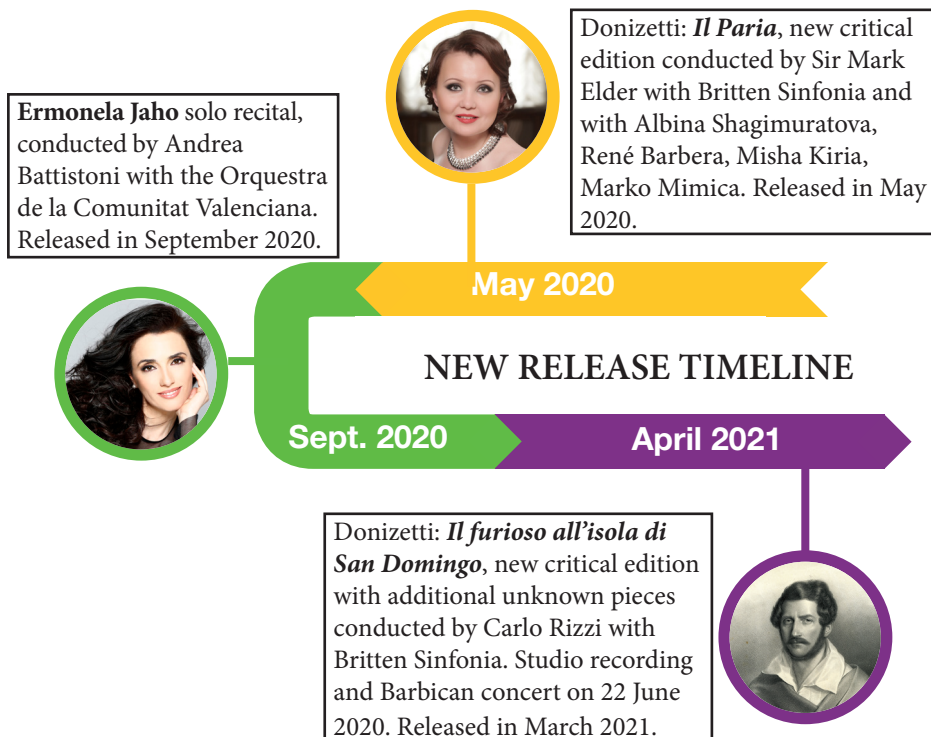 Donizetti: Il Paria, new critical
edition conducted by Sir Mark
Elder with Britten Sinfonia and
with Albina Shagimuratova,
René Barbera, Misha Kiria,
Marko Mimica. Released in May
2020.
Ermonela Jaho solo recital,
conducted by Andrea
Battistoni with the Orquestra
de la Comunitat Valenciana.
Released in September 2020.
May 2020
NEW RELEASE TIMELINE
Sept. 2020
April 2021
Donizetti: Il furioso all’isola di
San Domingo, new critical edition
with additional unknown pieces
conducted by Carlo Rizzi with
Britten Sinfonia. Studio recording
and Barbican concert on 22 June
2020. Released in March 2021.